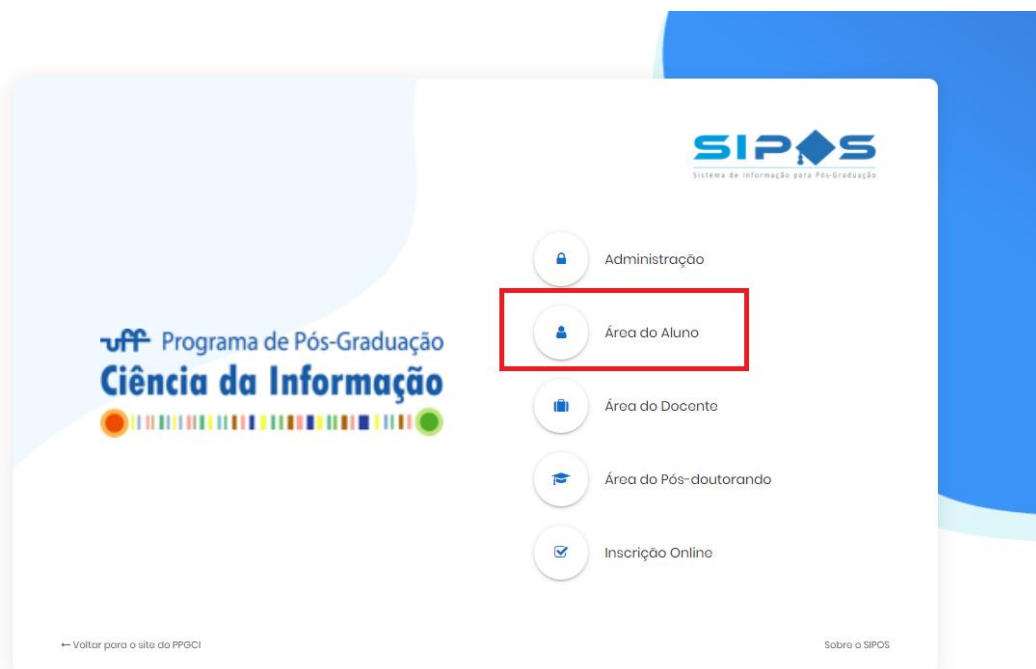 SIPOS
Sistema de Informação para Pós-Graduação
Administração
Área do Aluno
uff Programa de Pós-Graduação
Ciência da Informação
Área do Docente
Área do Pós-doutorando
Inscrição Online
← Voltar para o site do PPGCI
Sobre o SIPOS